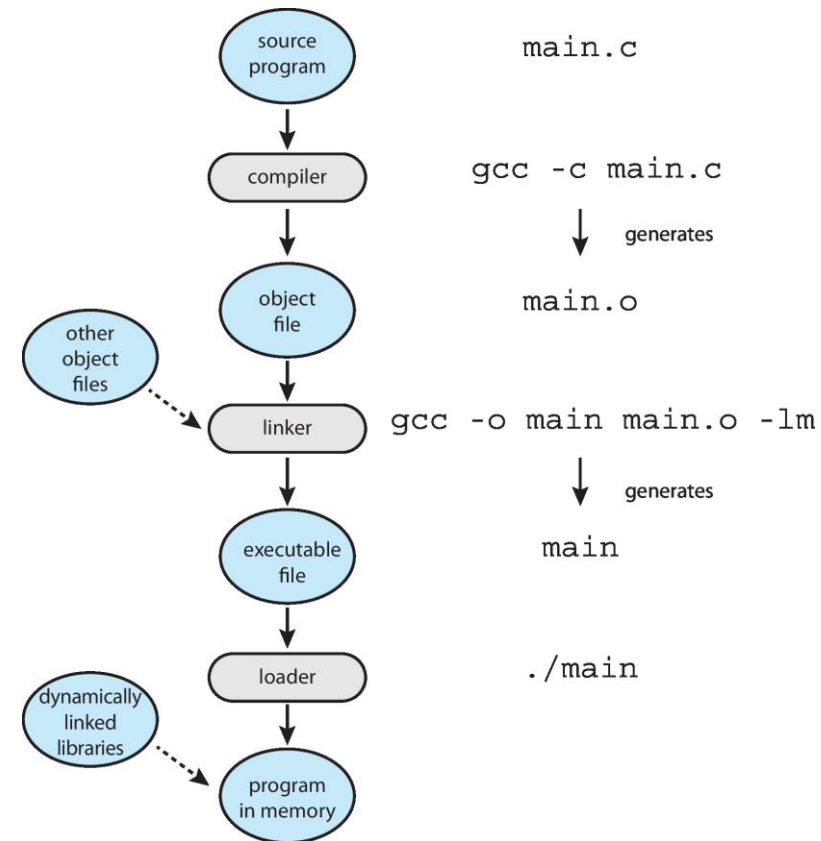 source
program
main.c
compiler
gcc -c main.c
generates
object
file
main.o
other
object
files
linker
gcc -o main main.o -lm
generates
executable
file
main
loader
./main
dynamically
linked
libraries
program
in memory